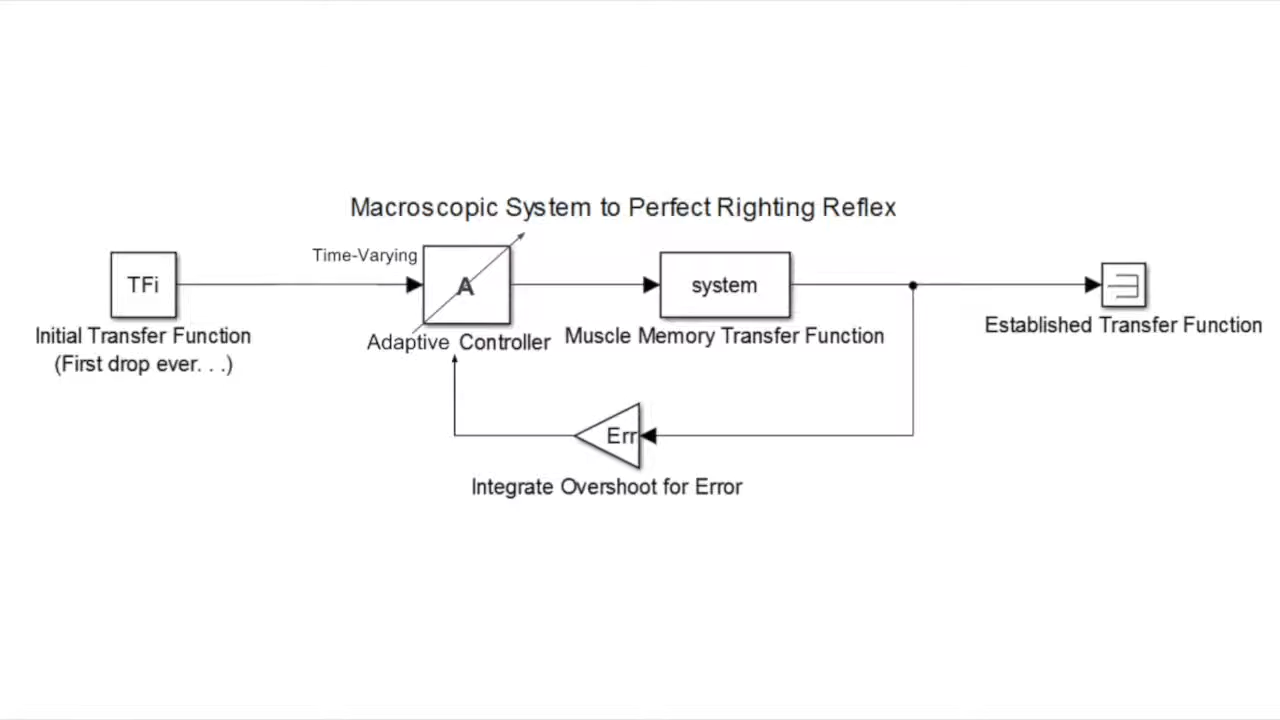 Macroscopic System to Perfect Righting Reflex
Time-Varying
TFi
A
system
Initial Transfer Function
(First drop ever. . .)
Adaptive Controller
Muscle Memory Transfer Function
Established Transfer Function
Err
Integrate Overshoot for Error